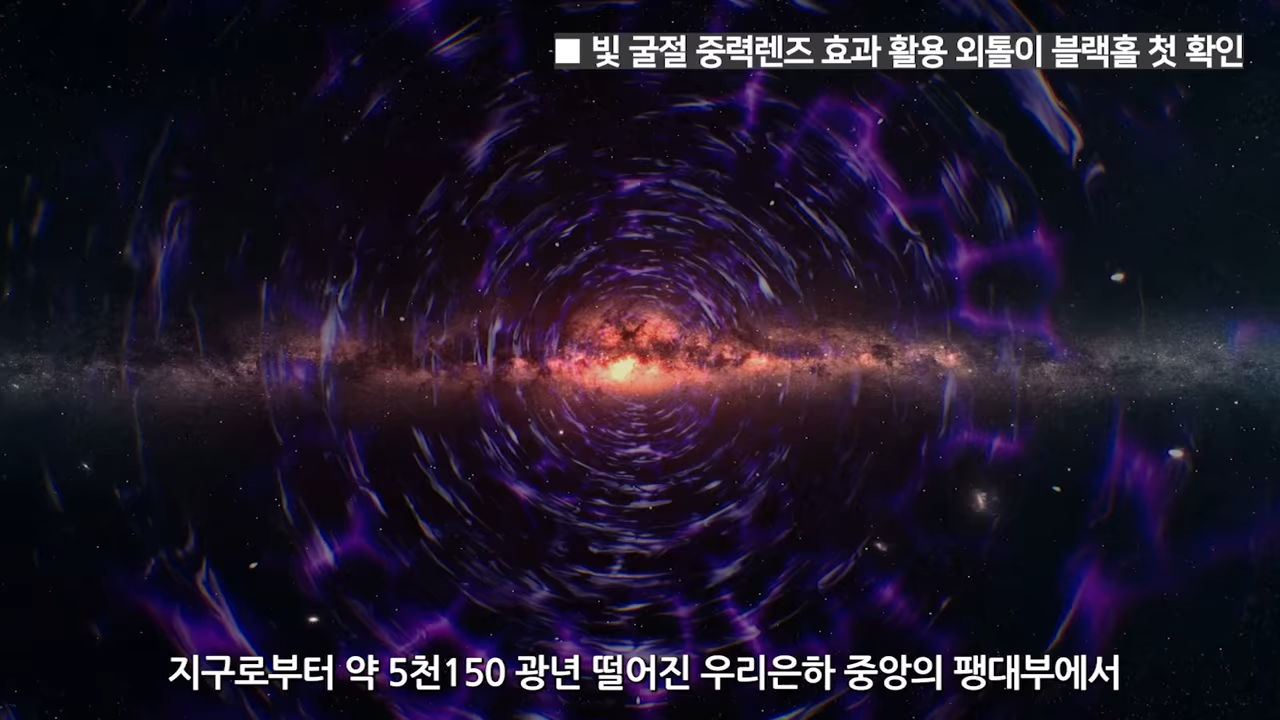 ■ 빛 굴절 중력렌즈 효과 활용 외톨이 블랙홀 첫 확인
지구로부터 약 5천150 광년 떨어진 우리은하 중앙의 팽대부에서